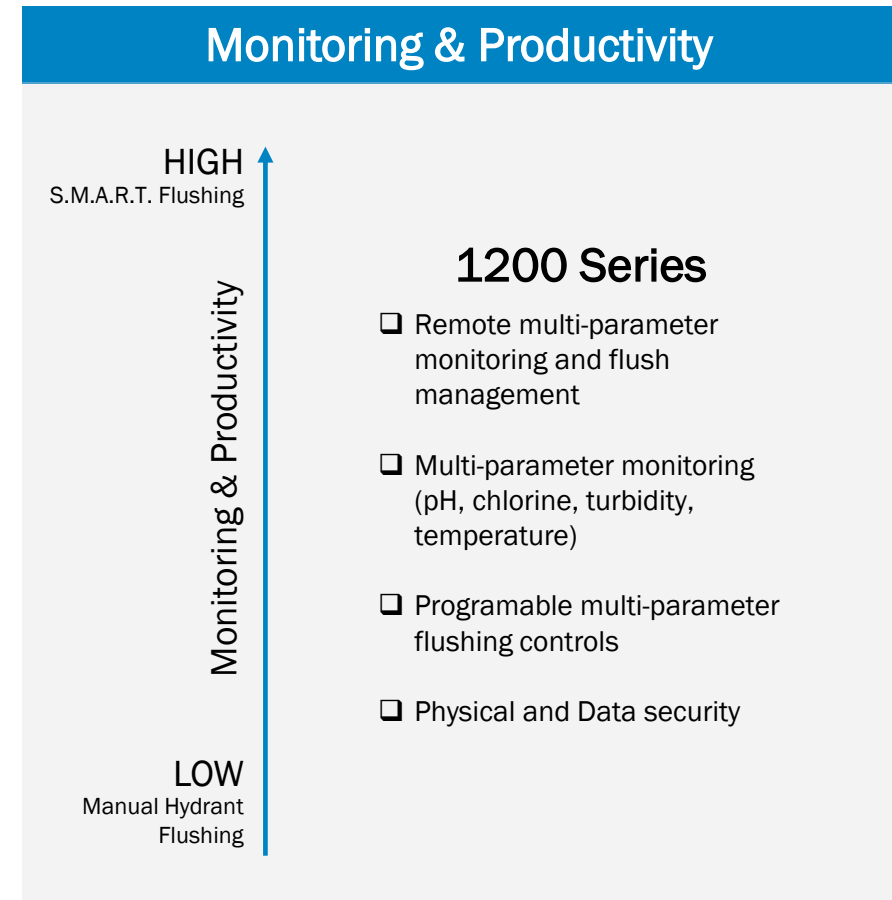 Monitoring & Productivity
HIGH
S.M.A.R.T. Flushing
Monitoring & Productivity
LOW
Manual Hydrant
Flushing
1200 Series
Remote multi-parameter
monitoring and flush
management
Multi-parameter monitoring
(pH, chlorine, turbidity,
temperature)
Programable multi-parameter
flushing controls
Physical and Data security